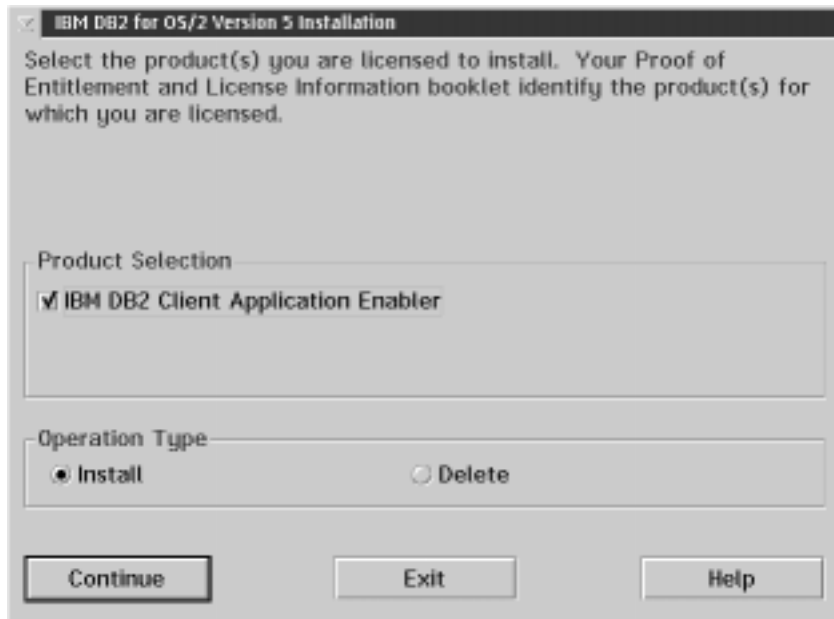 IBM DB2 for OS/2 Version 5 Installation
Select the product(s) you are licensed to install. Your Proof of
Entitlement and License Information booklet identify the product(s) for
which you are licensed.
Product Selection
IBM DB2 Client Application Enabler
Operation Type
Install Delete
Continue Exit Help